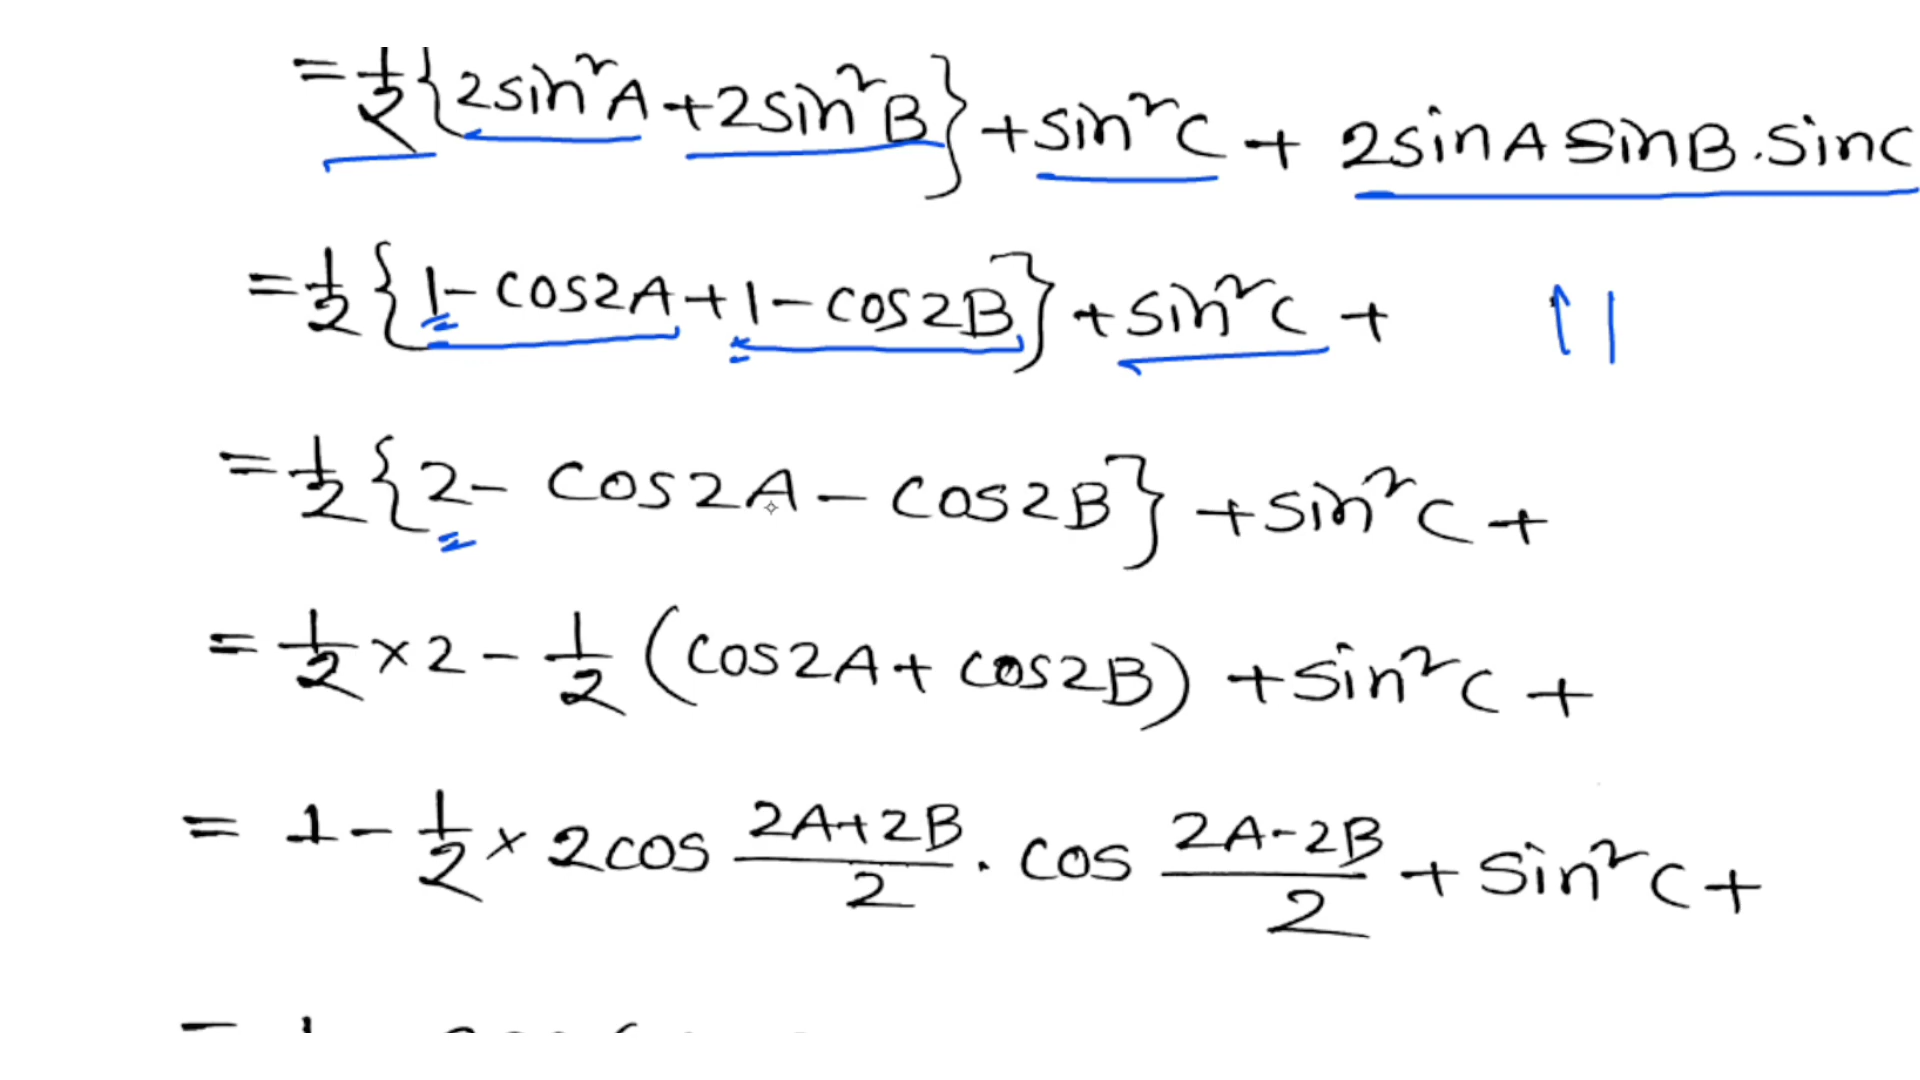 = 1/2 {2sin²A + 2sin²B} + sin²C + 2sinA SinB . SinC
= 1/2 {1 - cos2A + 1 - cos2B} + sin²C + 11
= 1/2 {2 - Cos2A - Cos2B} + sin²C +
= 1/2 × 2 - 1/2 (cos2A + cos2B) + sin²C +
= 1 - 1/2 × 2cos (2A+2B)/2 . cos (2A-2B)/2 + Sin²C +